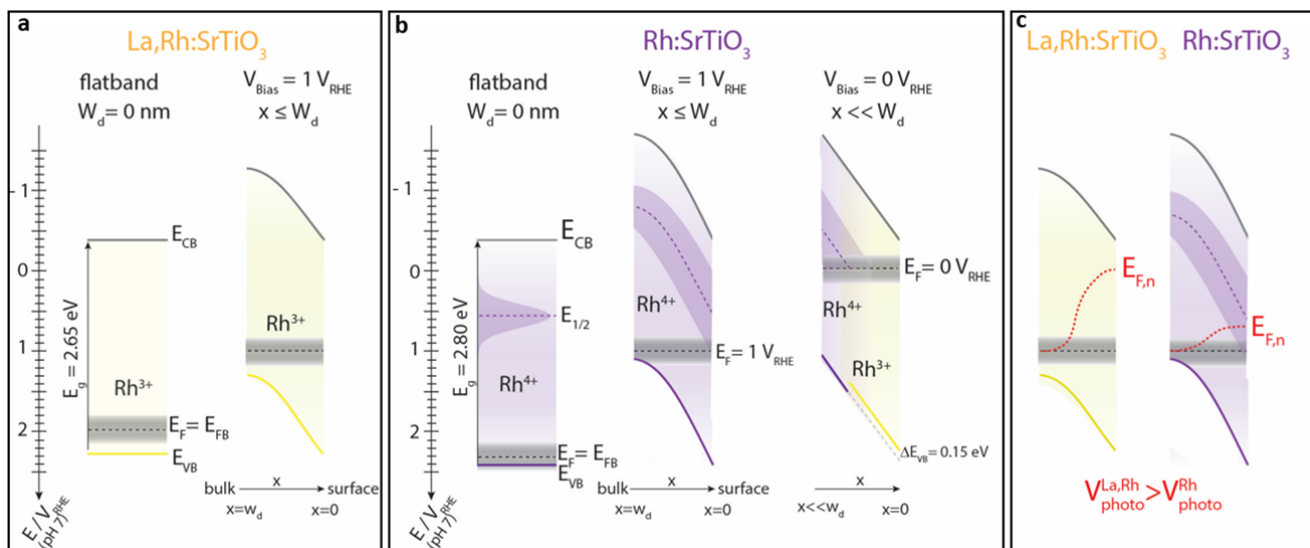 a
La,Rh:SrTiO3
flatband
Wd= 0 nm
VBias = 1 VRHE
x ≤ Wd
- 1
0
1
2
E / VRHE
(pH 7)
Eg = 2.65 eV
ECB
Rh3+
EF= EFB
EVB
Rh3+
bulk
x
surface
x=wd
x=0
b
Rh:SrTiO3
flatband
Wd= 0 nm
VBias = 1 VRHE
x ≤ Wd
VBias = 0 VRHE
x << Wd
- 1
0
1
2
E / VRHE
(pH 7)
Eg = 2.80 eV
ECB
E1/2
Rh4+
EF= EFB
EVB
Rh4+
EF= 1 VRHE
EF= 0 VRHE
Rh4+
Rh3+
ΔEVB= 0.15 eV
bulk
x
surface
x=wd
x=0
x
x<<wd
x=0
c
La,Rh:SrTiO3
Rh:SrTiO3
EF,n
EF,n
VLa,Rh photo>VRh photo